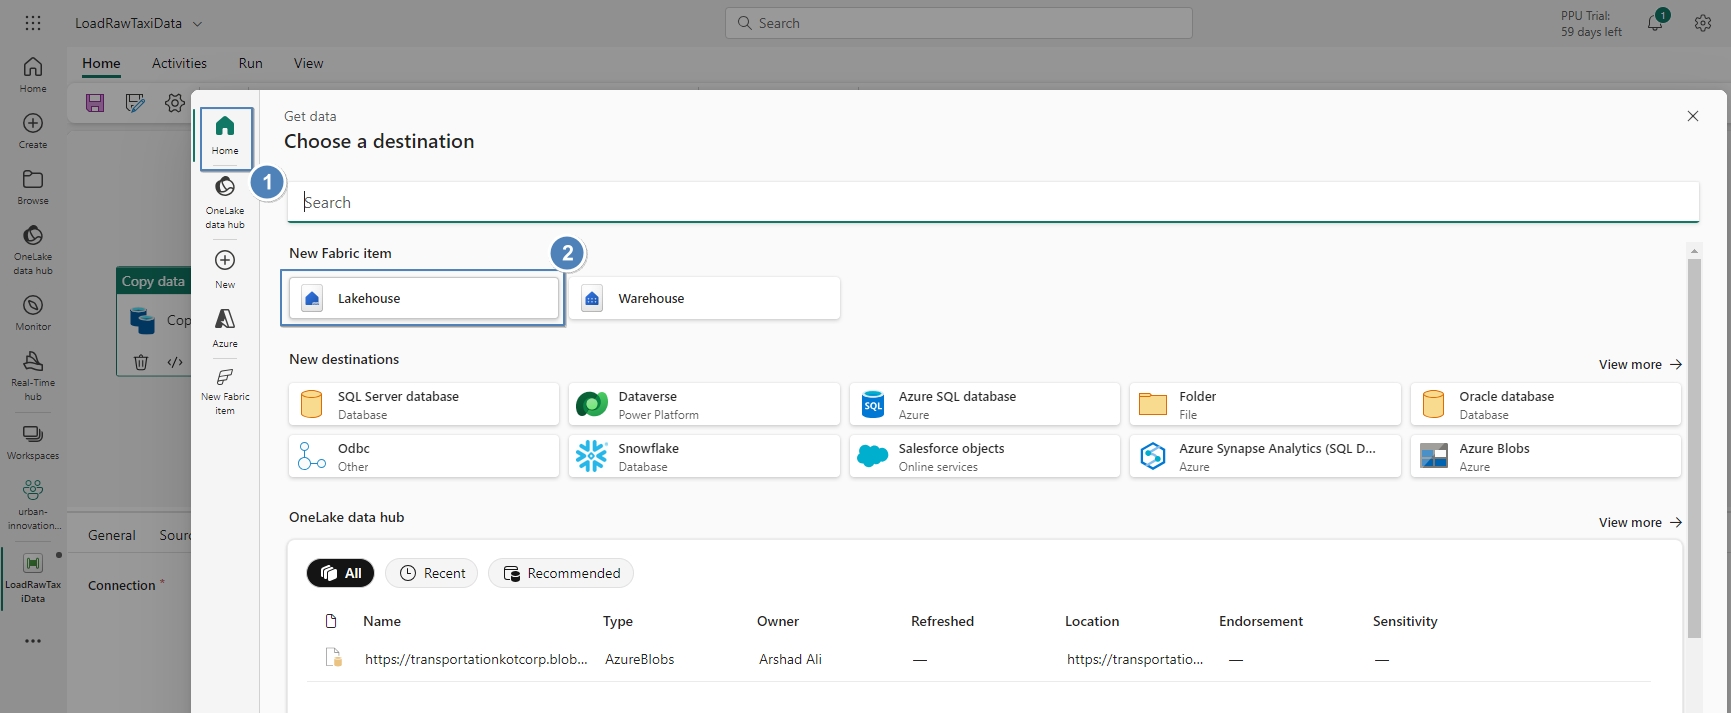 LoadRawTaxiData
Search
PPU Trial:
59 days left
1
Home
Activities
Run
View
Home
Create
Browse
OneLake
data hub
Monitor
Real-Time
hub
Workspaces
urban-
innovation...
LoadRawTax
iData
Copy data
Cop
General
Sourc
Connection *
Home
1
OneLake
data hub
New
Azure
New Fabric
item
Get data
Choose a destination
Search
New Fabric item
2
Lakehouse
Warehouse
New destinations
View more
SQL Server database
Database
Dataverse
Power Platform
SQL
Azure SQL database
Azure
Folder
File
Oracle database
Database
Odbc
Other
Snowflake
Database
Salesforce objects
Online services
Azure Synapse Analytics (SQL D...
Azure
Azure Blobs
Azure
OneLake data hub
View more
All
Recent
Recommended
Name Type Owner Refreshed Location Endorsement Sensitivity
https://transportationkotcorp.blob... AzureBlobs Arshad Ali — https://transportatio... — —